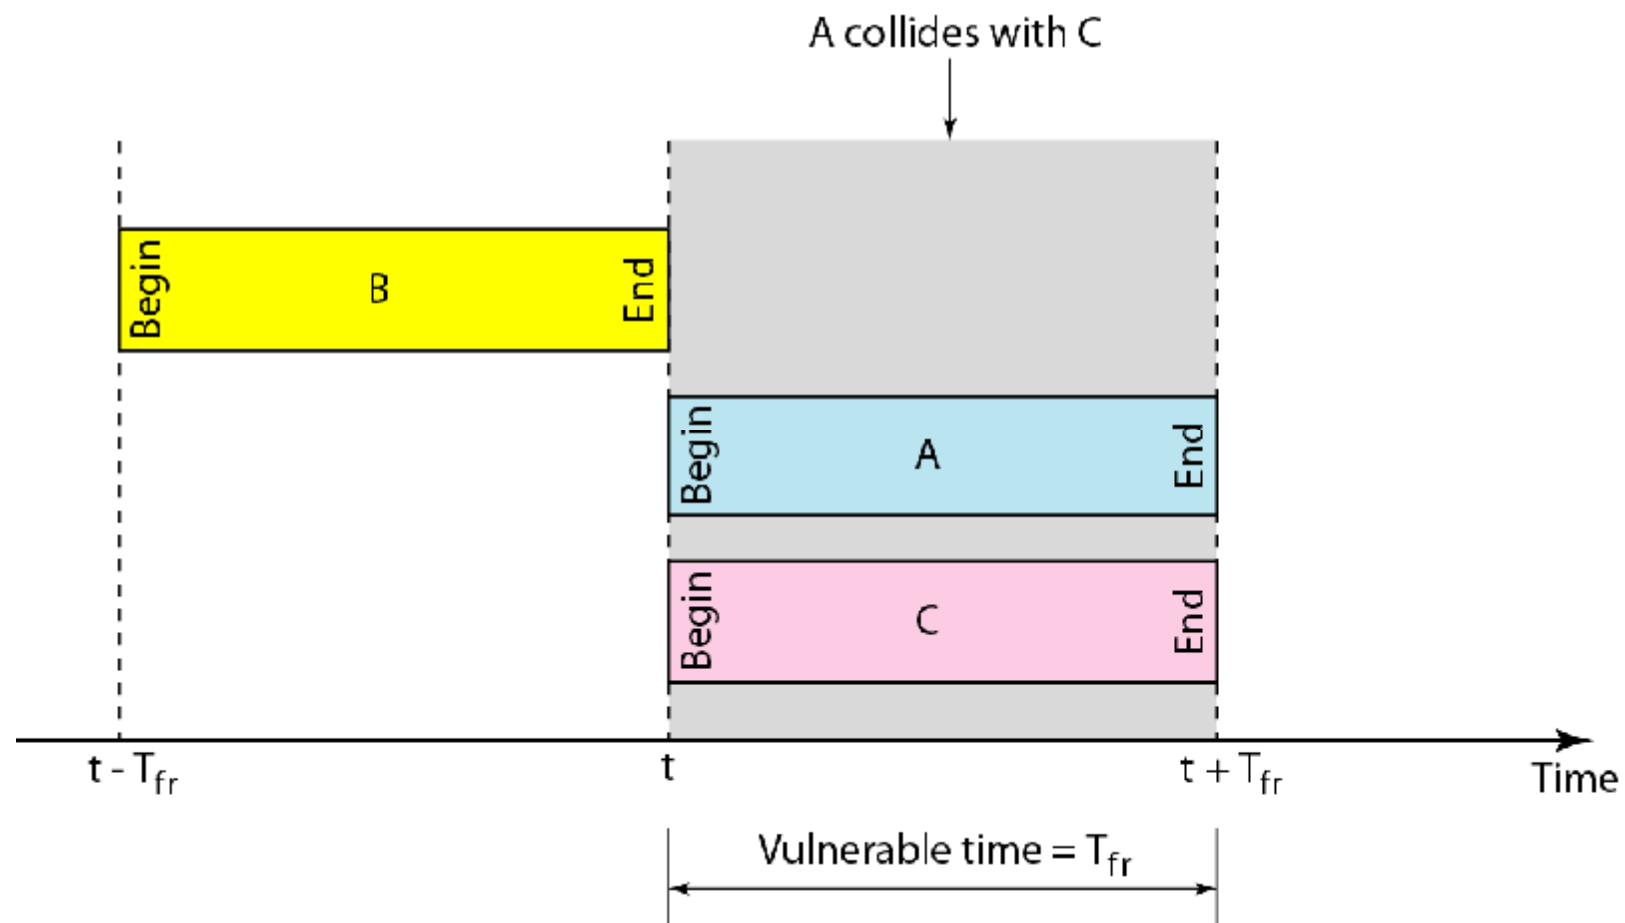 A collides with C
Begin
B
End
Begin
A
End
Begin
C
End
t - Tfr
t
t + Tfr
Time
Vulnerable time = Tfr